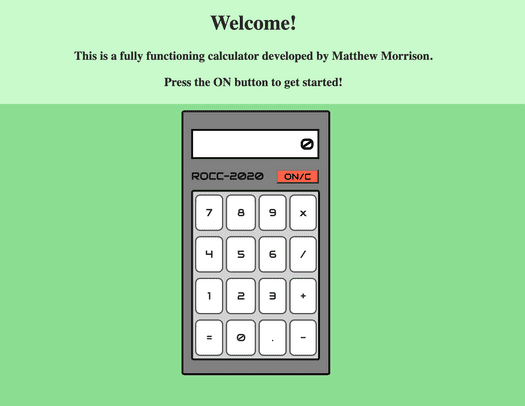 Welcome!
This is a fully functioning calculator developed by Matthew Morrison.
Press the ON button to get started!
0
ROCC-2020 ON/C
7 8 9 x
4 5 6 /
1 2 3 +
= 0 . -